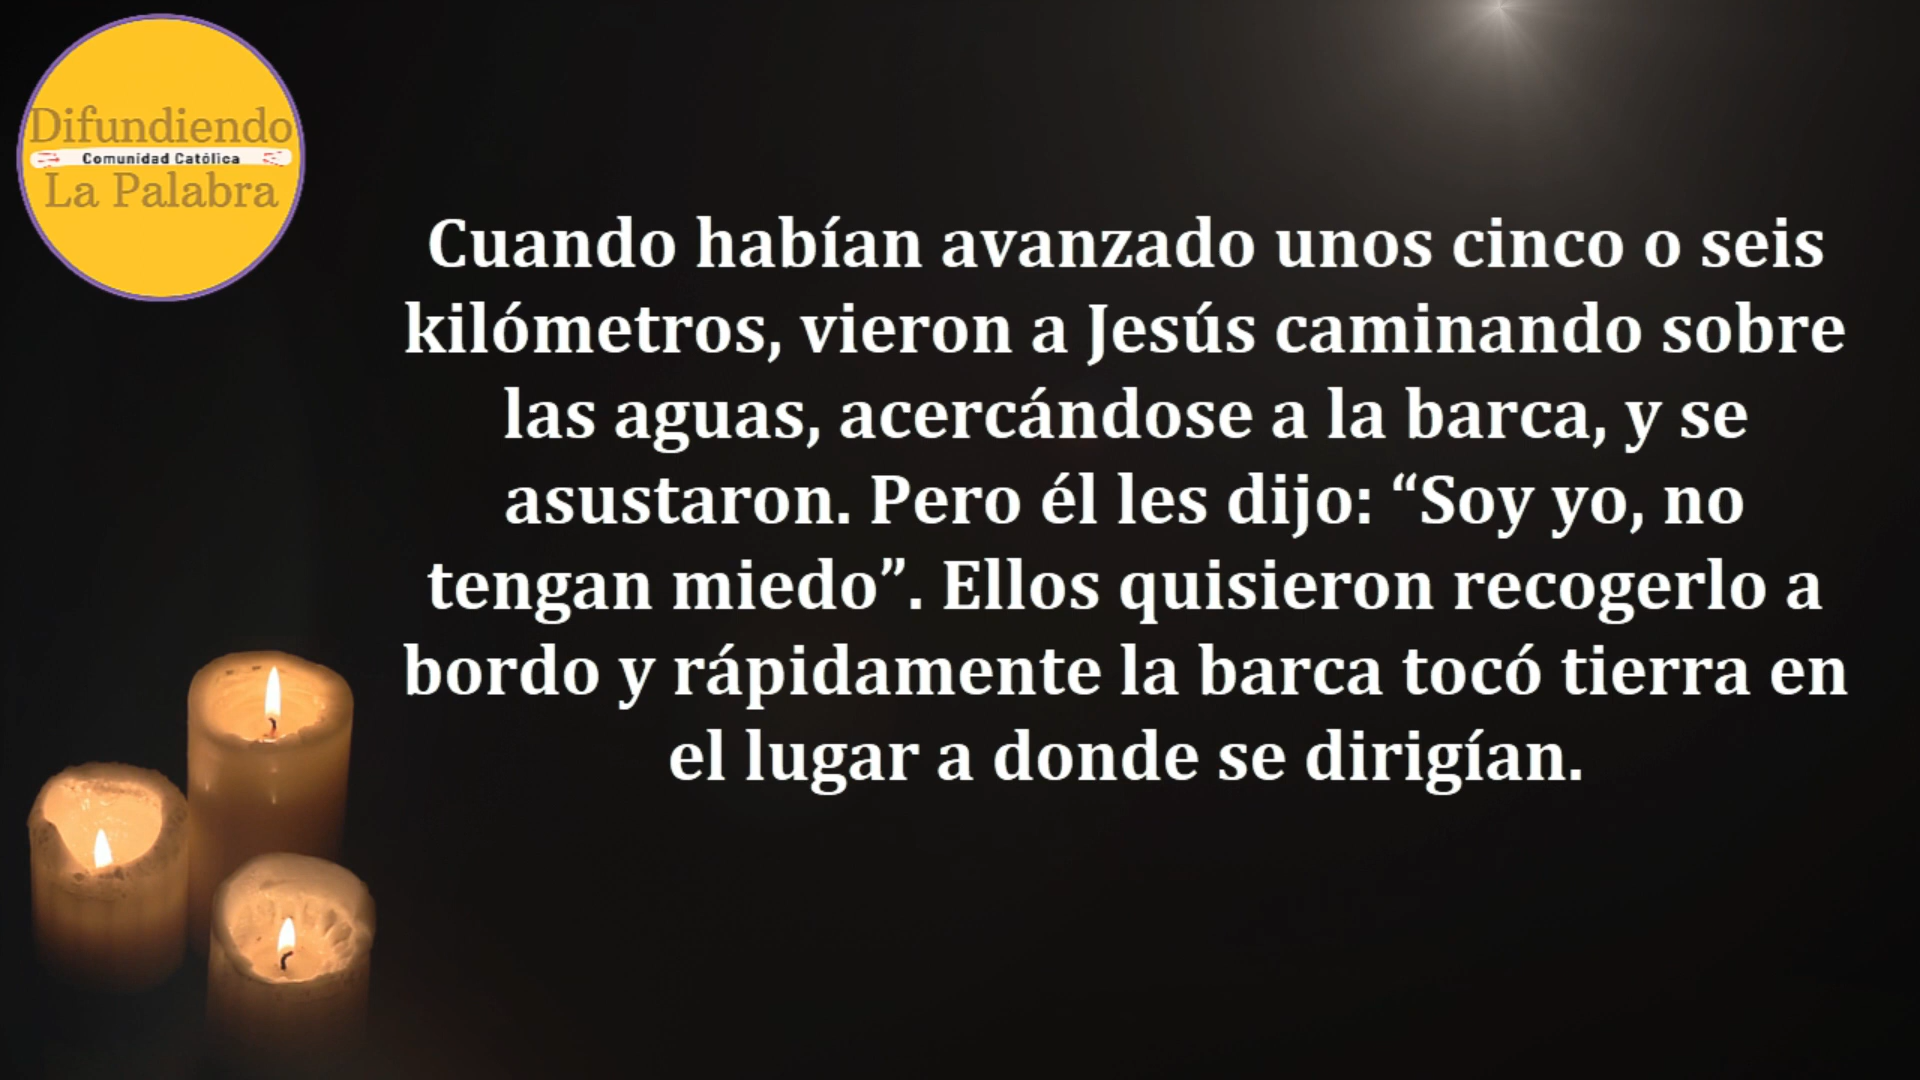 Difundiendo
Comunidad Católica
La Palabra
Cuando habían avanzado unos cinco o seis
kilómetros, vieron a Jesús caminando sobre
las aguas, acercándose a la barca, y se
asustaron. Pero él les dijo: “Soy yo, no
tengan miedo”. Ellos quisieron recogerlo a
bordo y rápidamente la barca tocó tierra en
el lugar a donde se dirigían.